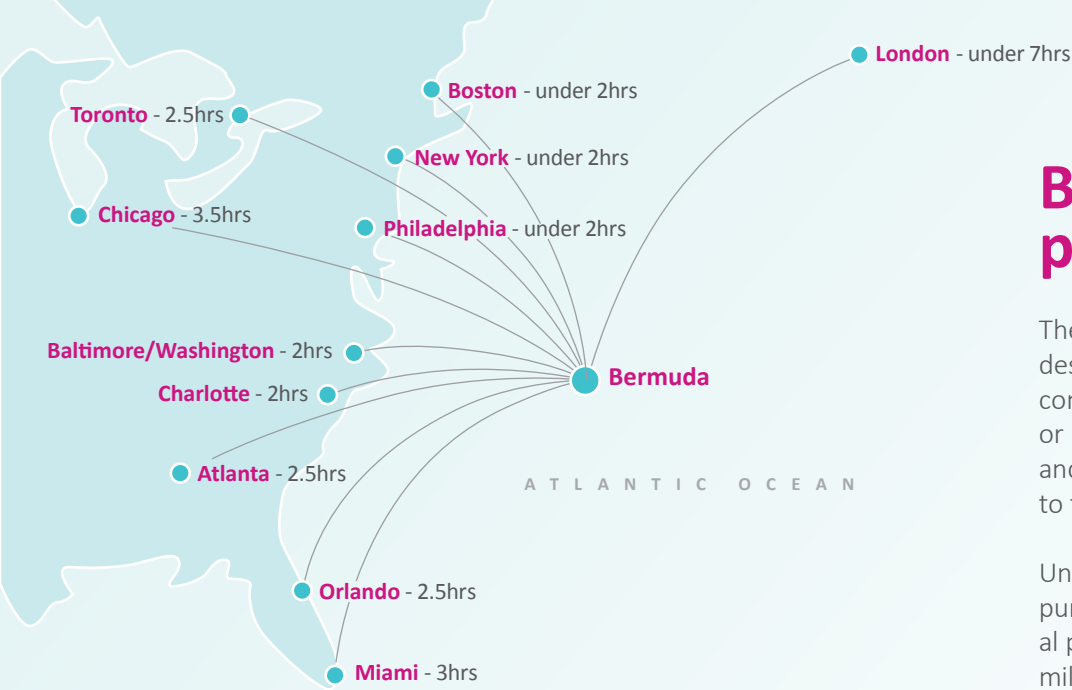 London - under 7hrs
Boston - under 2hrs
Toronto - 2.5hrs
New York - under 2hrs
Chicago - 3.5hrs
Philadelphia - under 2hrs
Baltimore/Washington - 2hrs
Bermuda
Charlotte - 2hrs
Atlanta - 2.5hrs
ATLANTIC OCEAN
Orlando - 2.5hrs
Miami - 3hrs
B
p
The
des
con
or
and
to
Un
pur
al p
mil